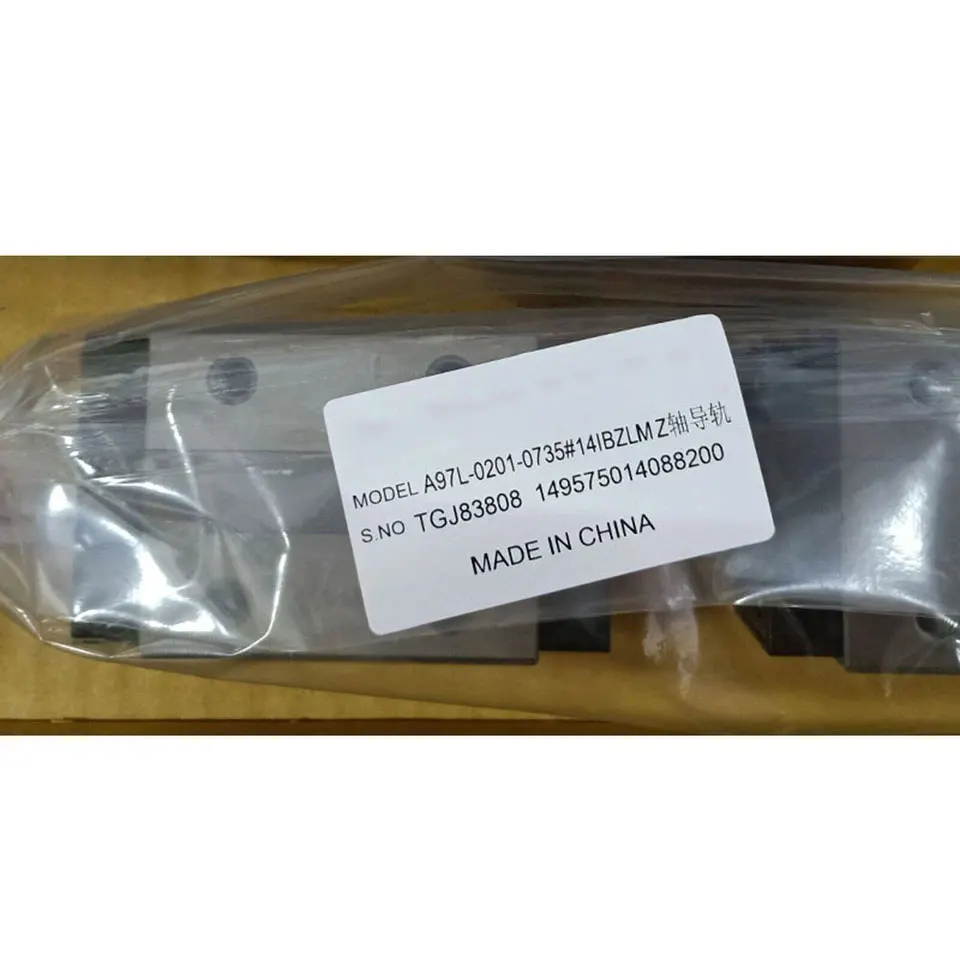 MODEL A97L-0201-0735#14IBZLM Z轴导轨
S.NO TGJ83808 149575014088200
MADE IN CHINA